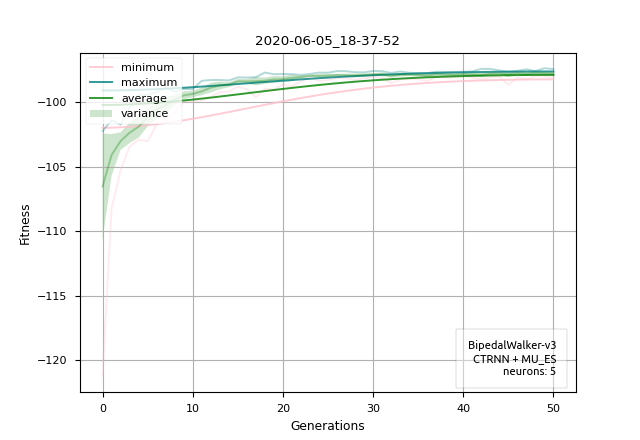 2020-06-05_18-37-52
minimum
maximum
average
variance
Fitness
−100
−105
−110
−115
−120
BipedalWalker-v3
CTRNN + MU_ES
neurons: 5
0
10
20
30
40
50
Generations